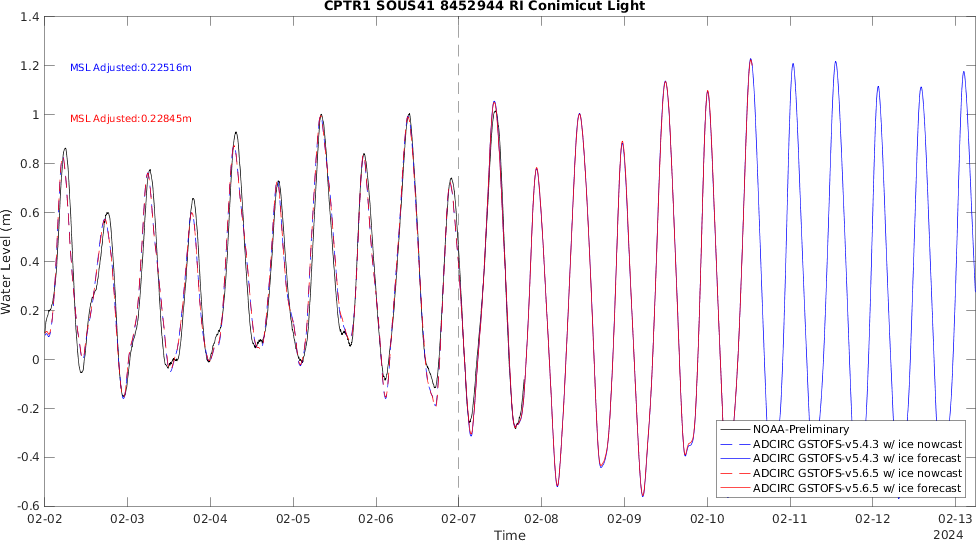 CPTR1 SOUS41 8452944 RI Conimicut Light
1.4
1.2
1
0.8
0.6
0.4
0.2
0
-0.2
-0.4
-0.6
Water Level (m)
MSL Adjusted:0.22516m
MSL Adjusted:0.22845m
NOAA-Preliminary
ADCIRC GSTOFS-v5.4.3 w/ ice nowcast
ADCIRC GSTOFS-v5.4.3 w/ ice forecast
ADCIRC GSTOFS-v5.6.5 w/ ice nowcast
ADCIRC GSTOFS-v5.6.5 w/ ice forecast
02-02 02-03 02-04 02-05 02-06 02-07 02-08 02-09 02-10 02-11 02-12 02-13
Time
2024